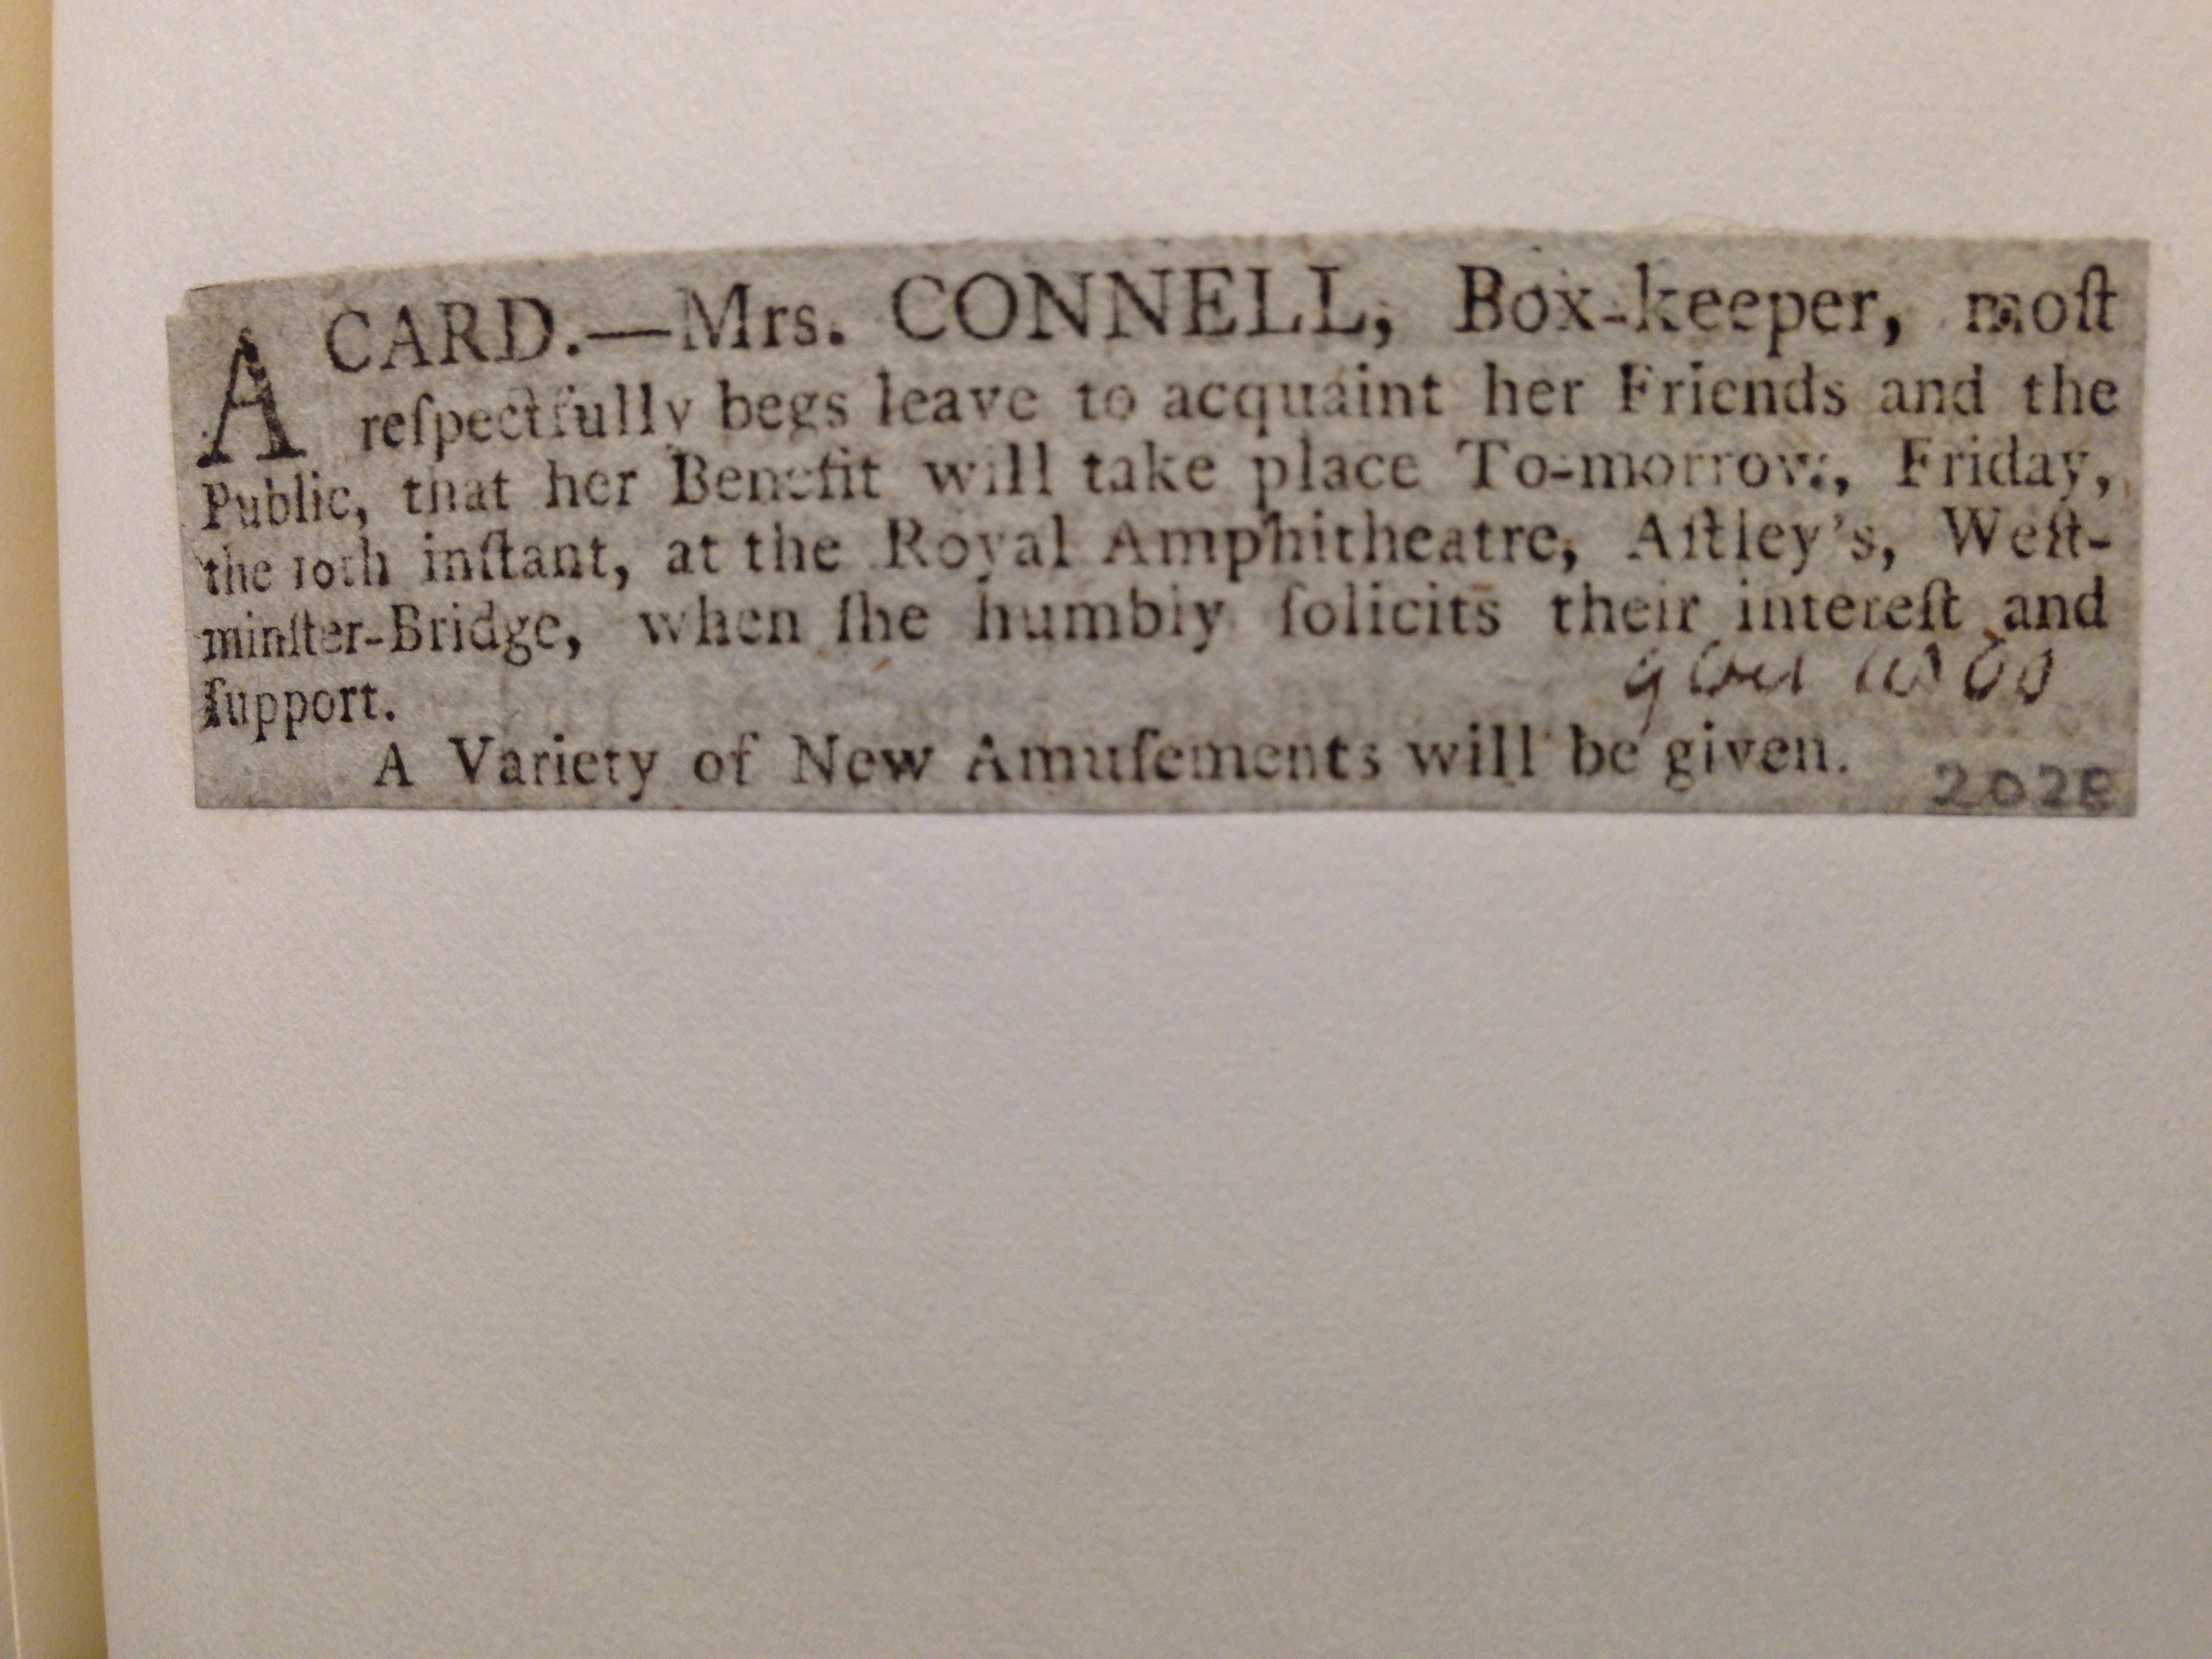 A CARD.—Mrs. CONNELL, Box-keeper, moſt
reſpectfully begs leave to acquaint her Friends and the
Public, that her Benefit will take place To-morrow, Friday,
the 10th inſtant, at the Royal Amphitheatre, Aſtley's, Weſt-
minſter-Bridge, when ſhe humbly ſolicits their intereſt and
ſupport.
A Variety of New Amuſements will be given.